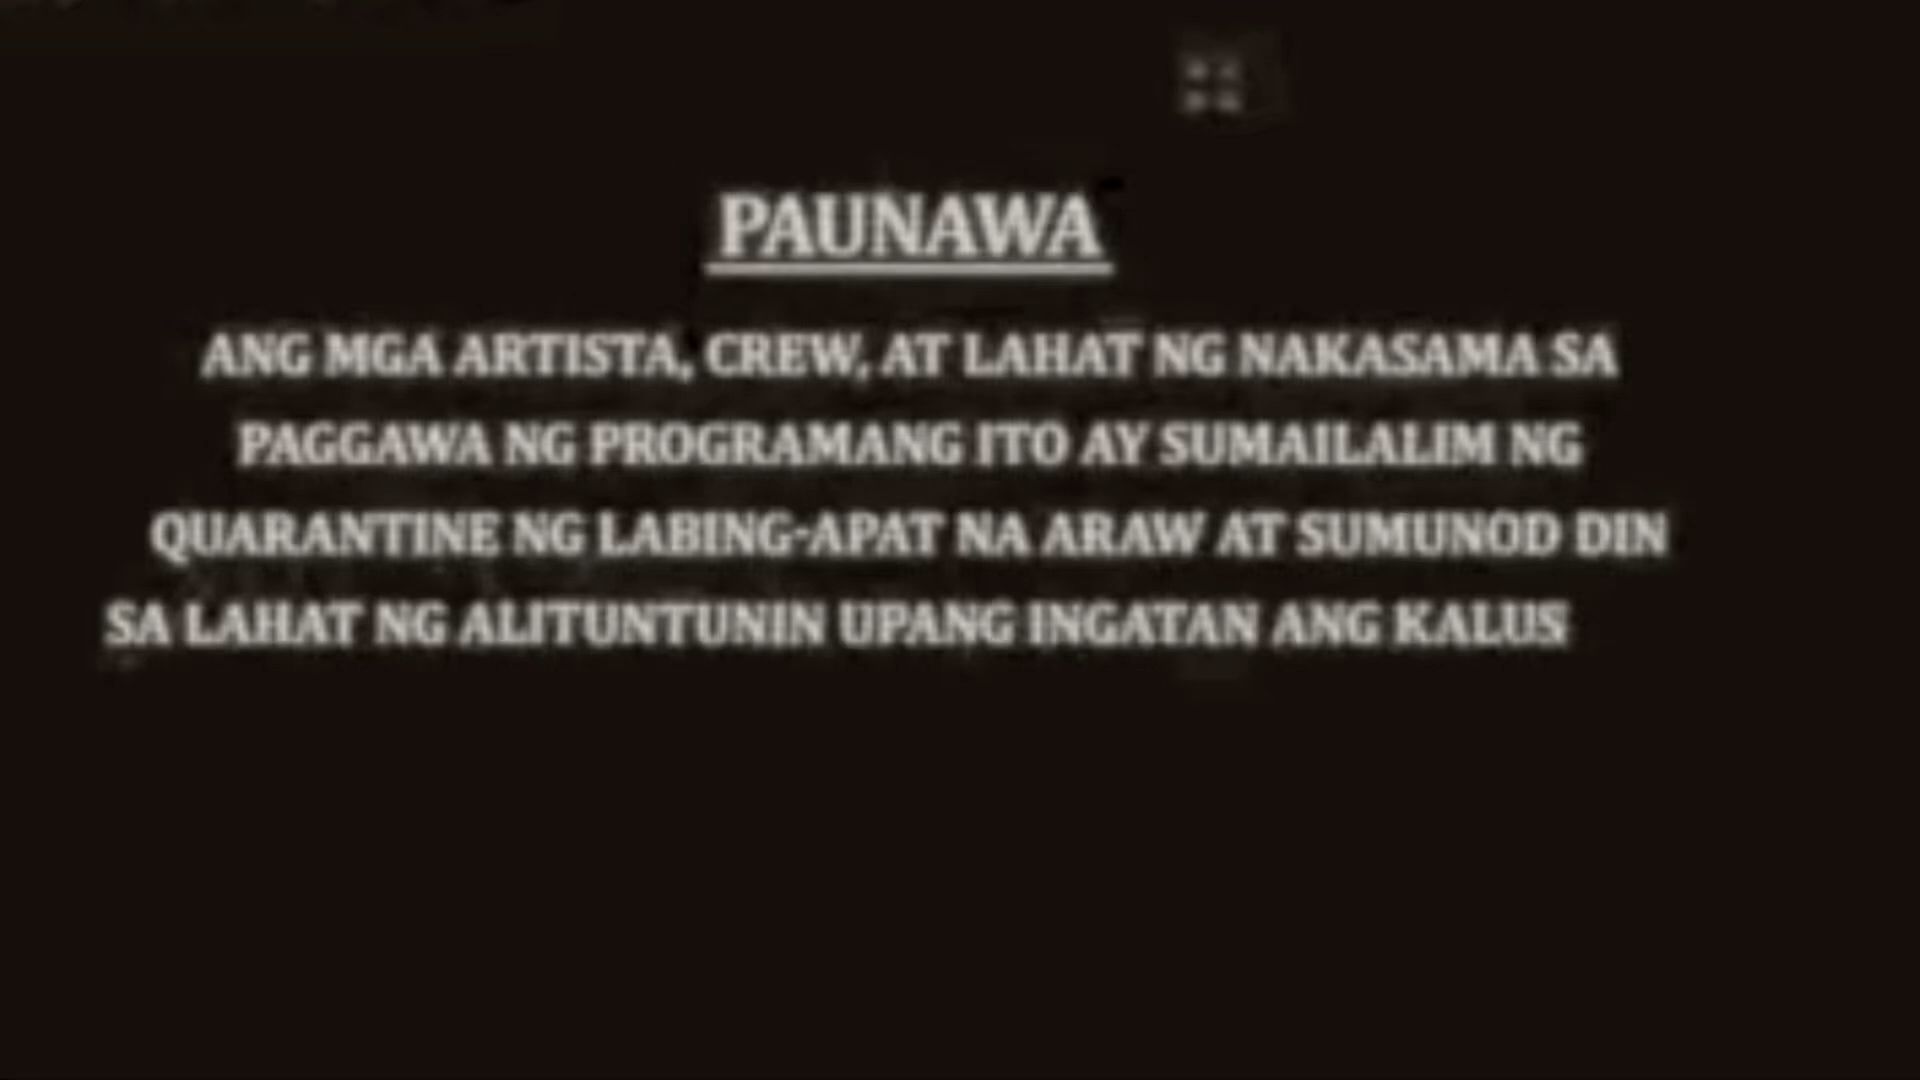 PAUNAWA
ANG MGA ARTISTA, CREW, AT LAHAT NG NAKASAMA SA
PAGGAWA NG PROGRAMANG ITO AY SUMAILALIM NG
QUARANTINE NG LABING-APAT NA ARAW AT SUMUNOD DIN
SA LAHAT NG ALITUNTUNIN UPANG INGATAN ANG KALUS